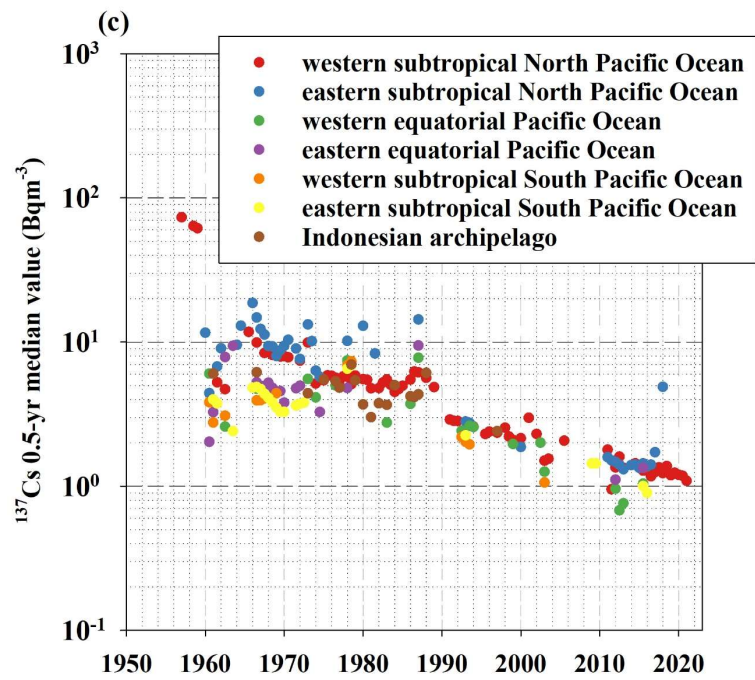 (c)
10³
western subtropical North Pacific Ocean
eastern subtropical North Pacific Ocean
western equatorial Pacific Ocean
eastern equatorial Pacific Ocean
western subtropical South Pacific Ocean
eastern subtropical South Pacific Ocean
Indonesian archipelago
10²
10¹
10⁰
10⁻¹
¹³⁷Cs 0.5-yr median value (Bqm⁻³)
1950 1960 1970 1980 1990 2000 2010 2020